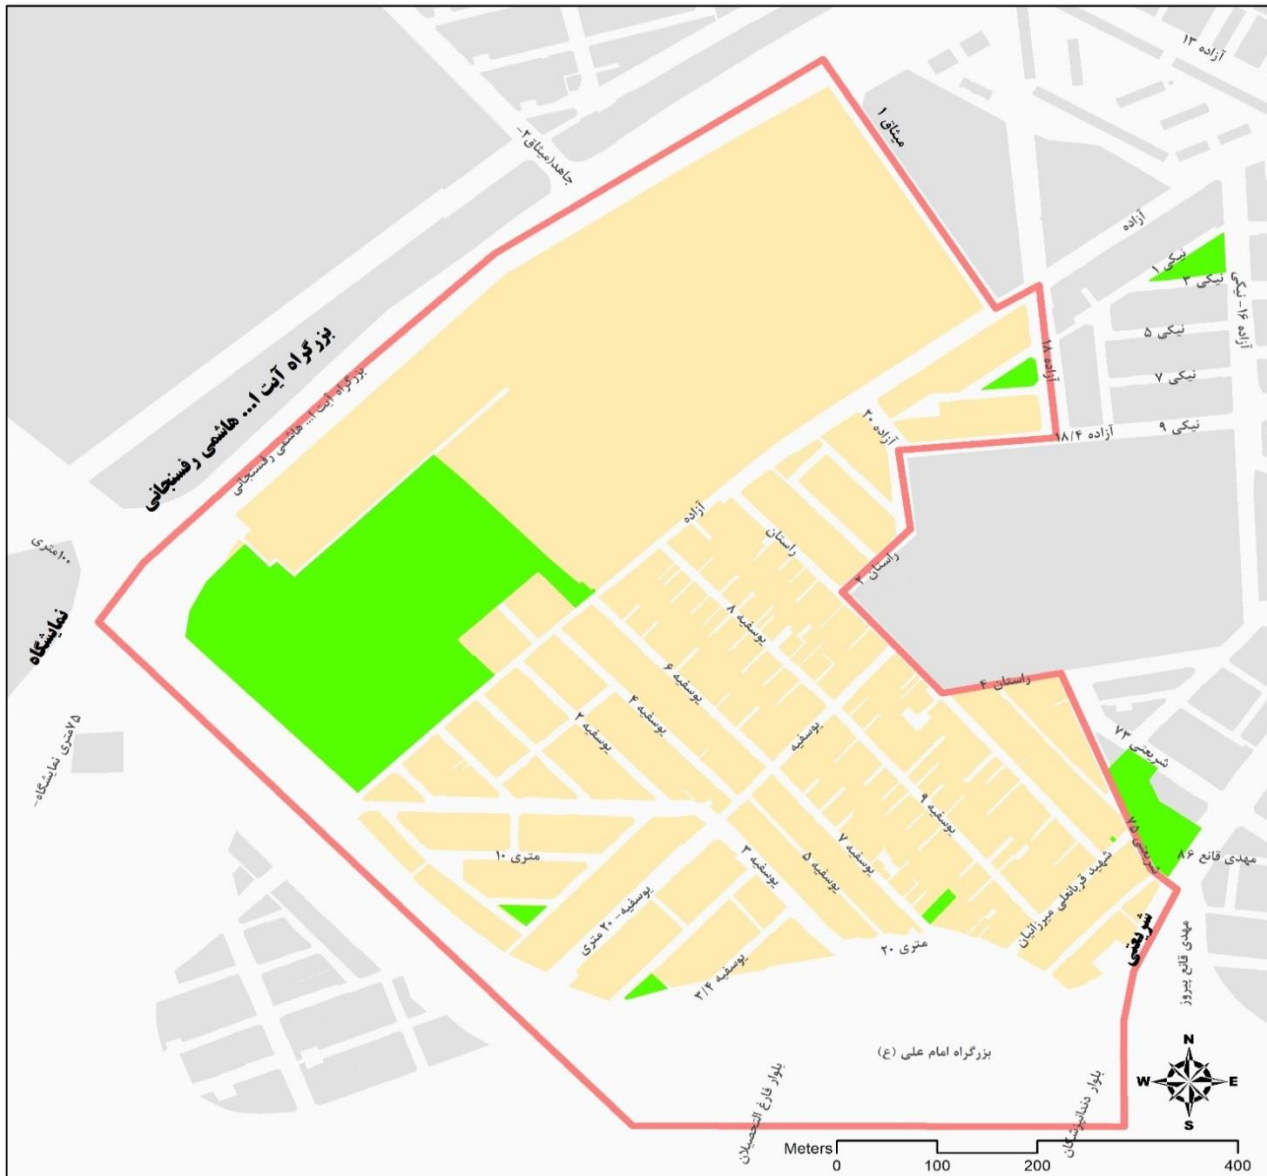 آزاده ۱۳
میثاق ۱
جاهد(میثاق۲-
آزاده
نیکی ۱
نیکی ۳
آزاده ۱۶- نیکی
نیکی ۵
آزاده ۱۸
نیکی ۷
بزرگراه آیت ا... هاشمی رفسنجانی
بزرگراه آیت ا... هاشمی رفسنجانی
آزاده ۲۰
آزاده ۱۸/۴
نیکی ۹
آزاده
راستان
۱۰۰متری
راستان ۲
نمایشگاه
یوسفیه ۸
یوسفیه ۶
راستان ۴
یوسفیه ۴
یوسفیه ۲
یوسفیه
شریعتی ۷۳
۷۵متری نمایشگاه-
یوسفیه ۹
شریعتی ۷۵
۱۰ متری
یوسفیه ۳
یوسفیه ۵
یوسفیه ۷
مهدی قانع ۸۶
شهید قربانعلی میرزائیان
یوسفیه- ۲۰ متری
۲۰ متری
شریعتی
یوسفیه ۳/۴
مهدی قانع پیروز
بزرگراه امام علی (ع)
بلوار فارغ التحصیلان
بلوار دندانپزشکان
N
W E
S
Meters
0 100 200 400